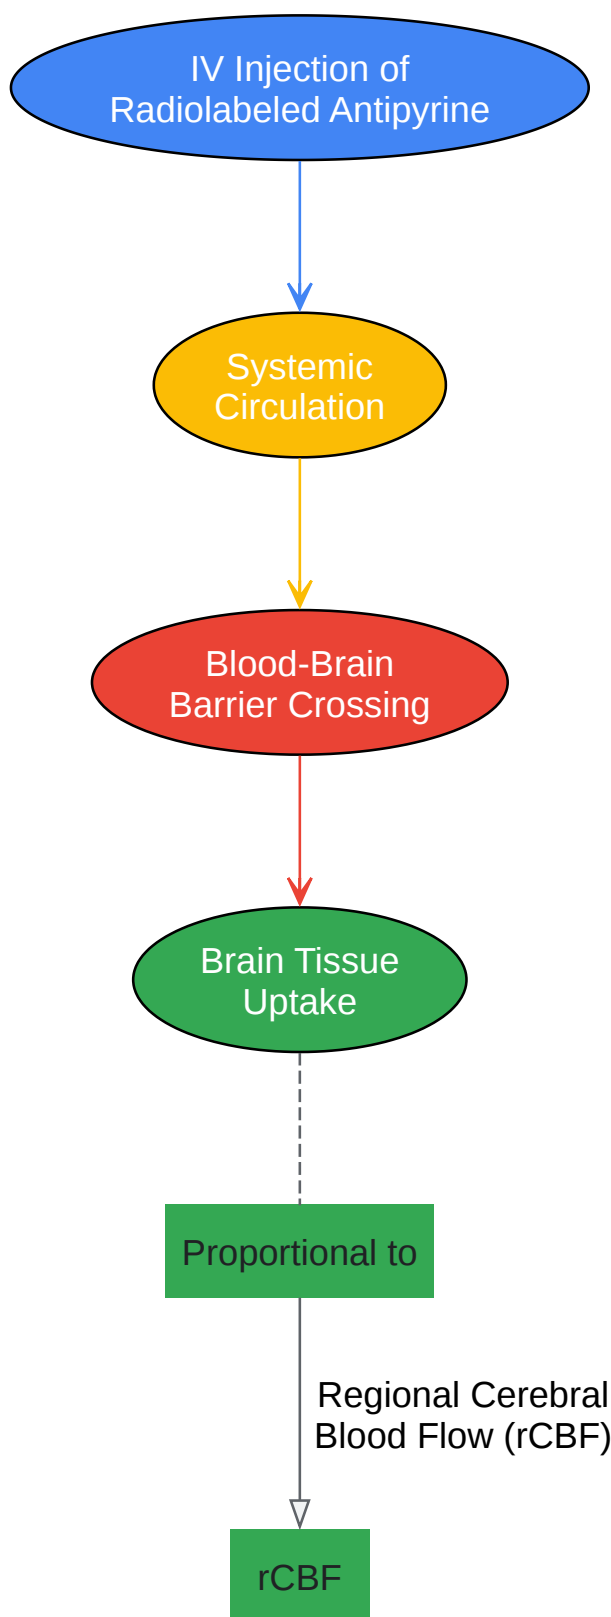 IV Injection of
Radiolabeled Antipyrine
Systemic
Circulation
Blood-Brain
Barrier Crossing
Brain Tissue
Uptake
Proportional to
Regional Cerebral
Blood Flow (rCBF)
rCBF